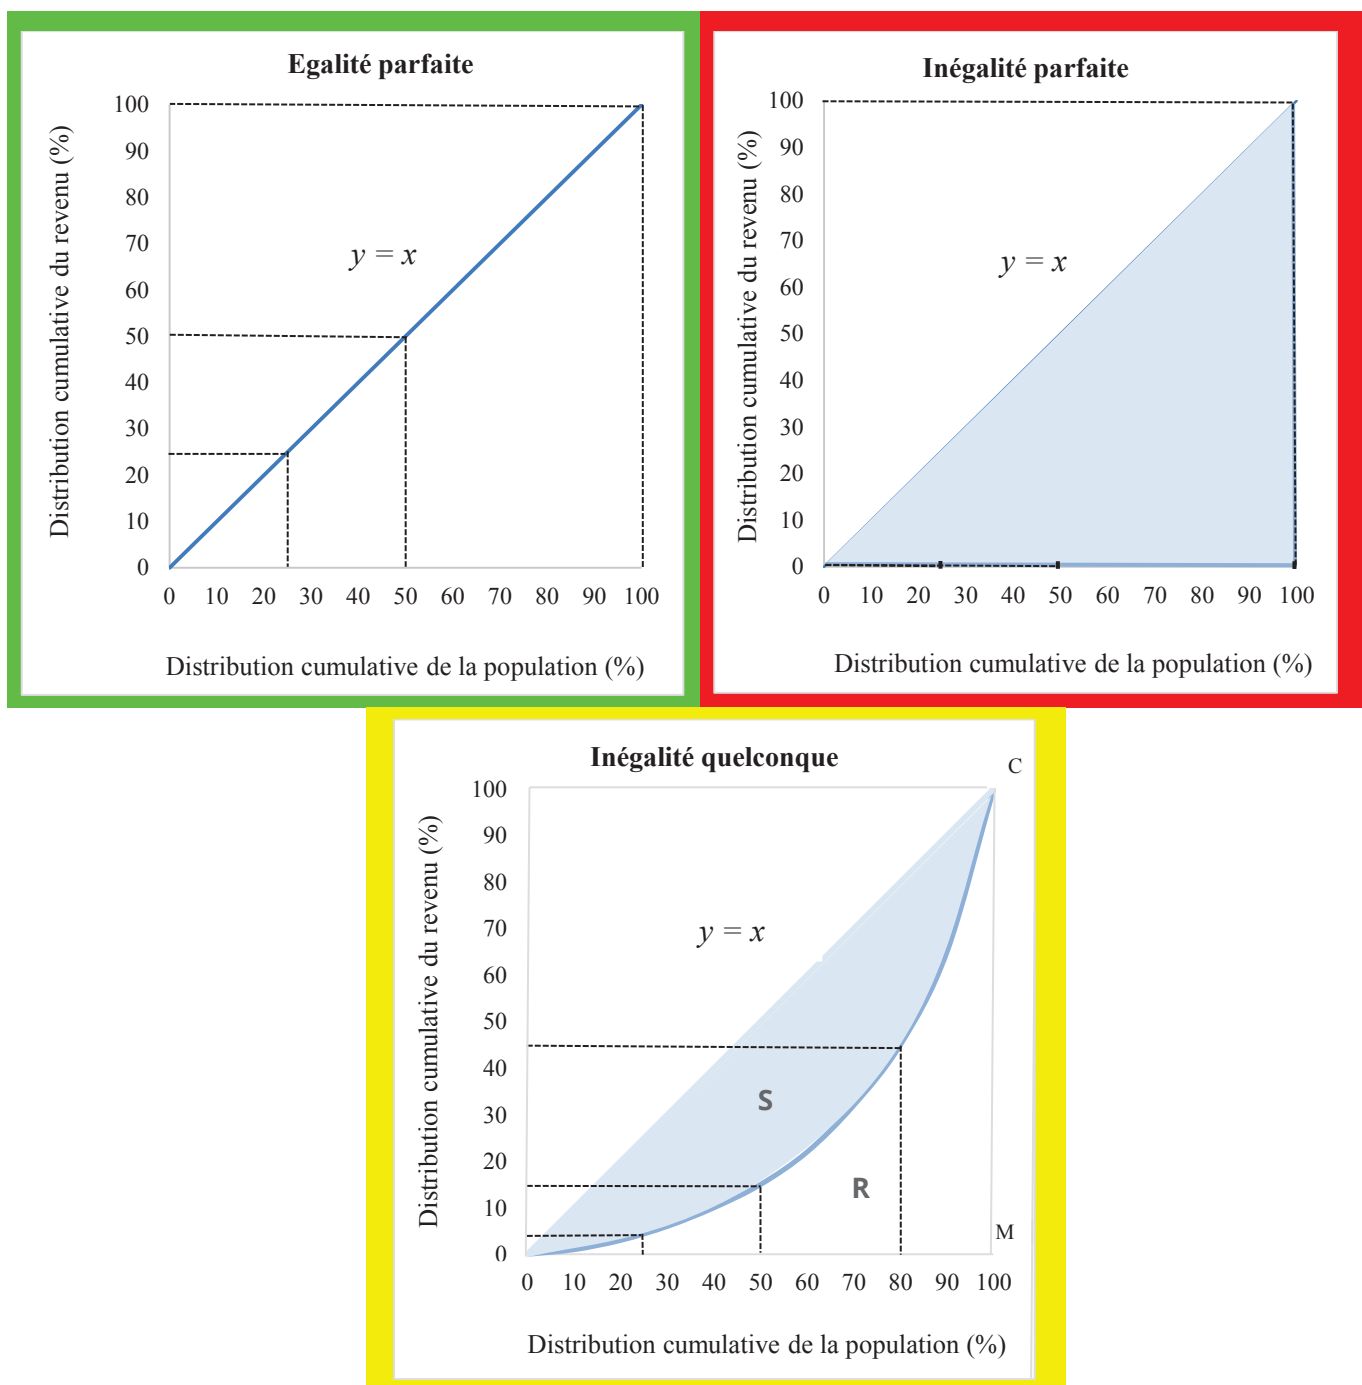 Egalité parfaite
Distribution cumulative du revenu (%)
100
90
80
70
60
50
40
30
20
10
0
y = x
0 10 20 30 40 50 60 70 80 90 100
Distribution cumulative de la population (%)
Inégalité parfaite
Distribution cumulative du revenu (%)
100
90
80
70
60
50
40
30
20
10
0
y = x
0 10 20 30 40 50 60 70 80 90 100
Distribution cumulative de la population (%)
Inégalité quelconque
C
Distribution cumulative du revenu (%)
100
90
80
70
60
50
40
30
20
10
0
y = x
S
R
M
0 10 20 30 40 50 60 70 80 90 100
Distribution cumulative de la population (%)